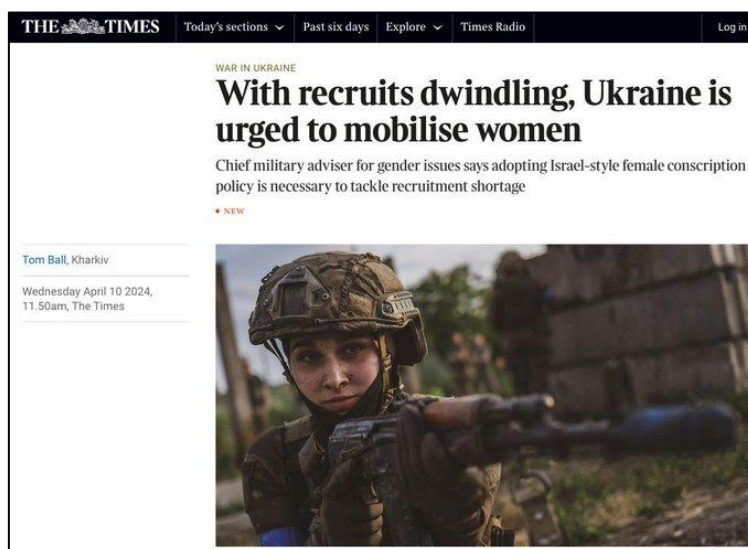 THE TIMES Today's sections Past six days Explore Times Radio Log in
WAR IN UKRAINE
With recruits dwindling, Ukraine is
urged to mobilise women
Chief military adviser for gender issues says adopting Israel-style female conscription
policy is necessary to tackle recruitment shortage
• NEW
Tom Ball, Kharkiv
Wednesday April 10 2024,
11.50am, The Times